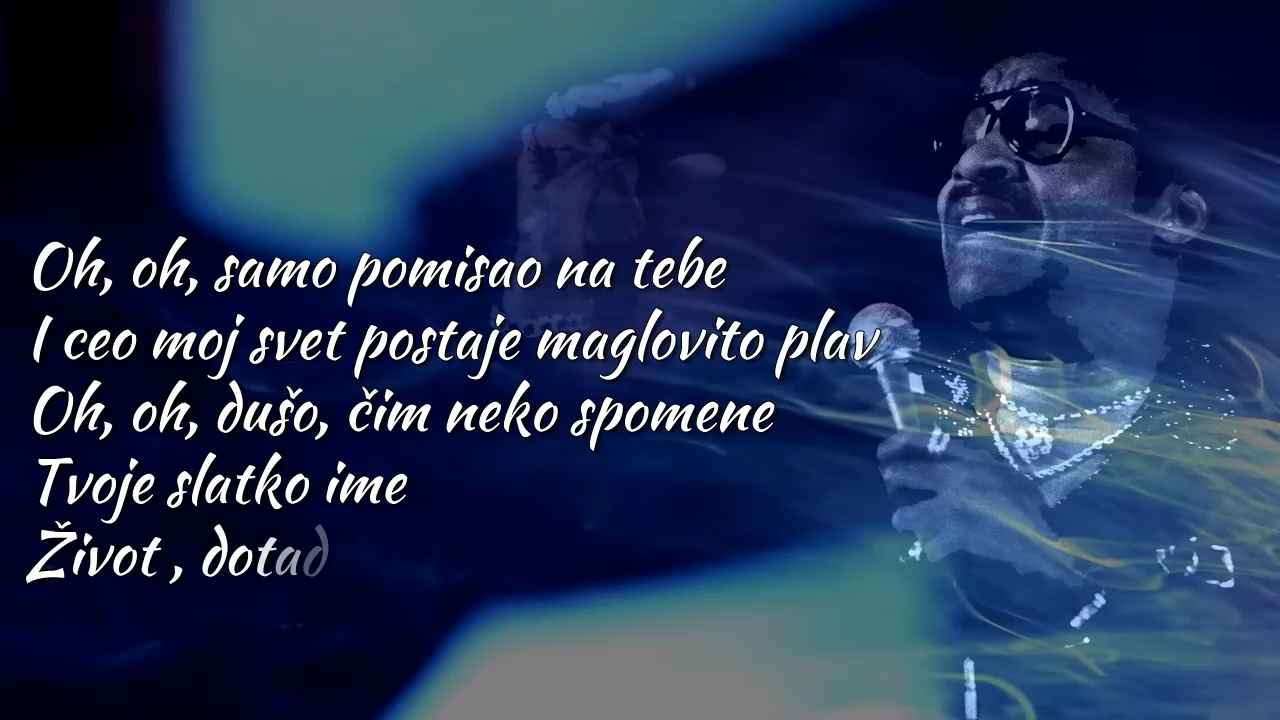 Oh, oh, samo pomisao na tebe
I ceo moj svet postaje maglovito plav
Oh, oh, dušo, čim neko spomene
Tvoje slatko ime
Život , dotad